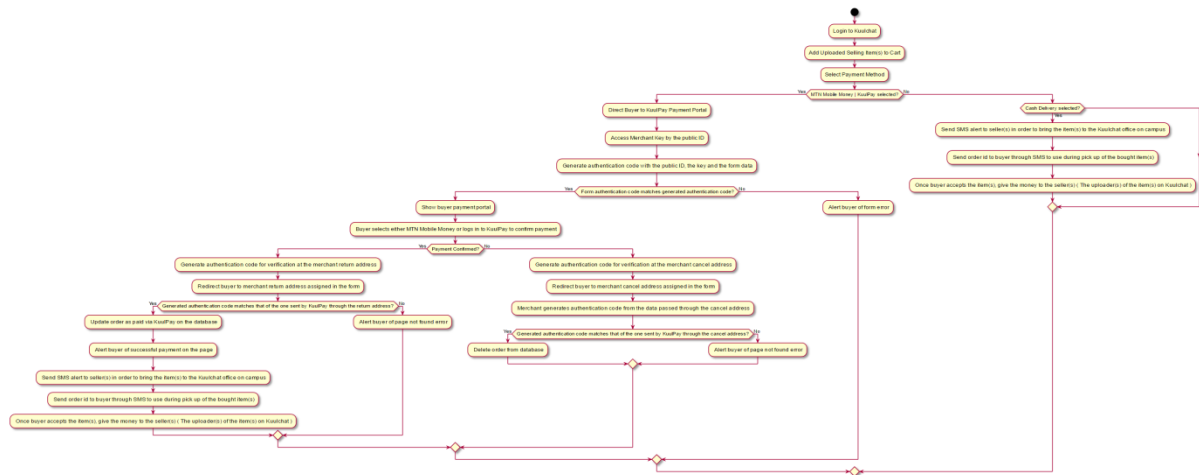 Login to Kuulchat
Add Uploaded Selling Item(s) to Cart
Select Payment Method
Yes
MTN Mobile Money ( KuulPay selected?
No
Direct Buyer to KuulPay Payment Portal
Cash Delivery selected?
Yes
Access Merchant Key by the public ID
Send SMS alert to seller(s) in order to bring the item(s) to the Kuulchat office on campus
Generate authentication code with the public ID, the key and the form data
Send order id to buyer through SMS to use during pick up of the bought item(s)
Yes
Form authentication code matches generated authentication code?
No
Once buyer accepts the item(s), give the money to the seller(s) ( The uploader(s) of the item(s) on Kuulchat )
Show buyer payment portal
Alert buyer of form error
Buyer selects either MTN Mobile Money or logs in to KuulPay to confirm payment
Yes
Payment Confirmed?
No
Generate authentication code for verification at the merchant return address
Generate authentication code for verification at the merchant cancel address
Redirect buyer to merchant return address assigned in the form
Redirect buyer to merchant cancel address assigned in the form
Yes
Generated authentication code matches that of the one sent by KuulPay through the return address?
No
Merchant generates authentication code from the data passed through the cancel address
Update order as paid via KuulPay on the database
Alert buyer of page not found error
Yes
Generated authentication code matches that of the one sent by KuulPay through the cancel address?
No
Alert buyer of successful payment on the page
Delete order from database
Alert buyer of page not found error
Send SMS alert to seller(s) in order to bring the item(s) to the Kuulchat office on campus
Send order id to buyer through SMS to use during pick up of the bought item(s)
Once buyer accepts the item(s), give the money to the seller(s) ( The uploader(s) of the item(s) on Kuulchat )